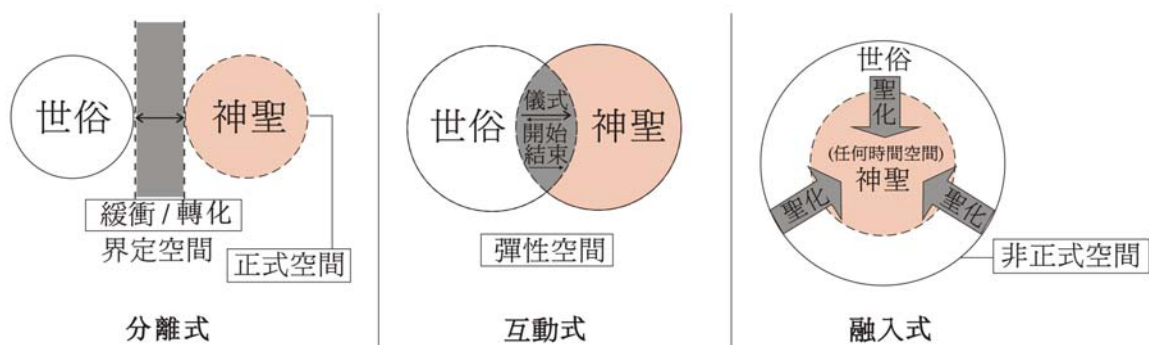 世俗
神聖
緩衝 / 轉化
界定空間
正式空間
分離式
世俗
儀式
開始
結束
神聖
彈性空間
互動式
世俗
聖化
(任何時間空間)
神聖
聖化
聖化
非正式空間
融入式